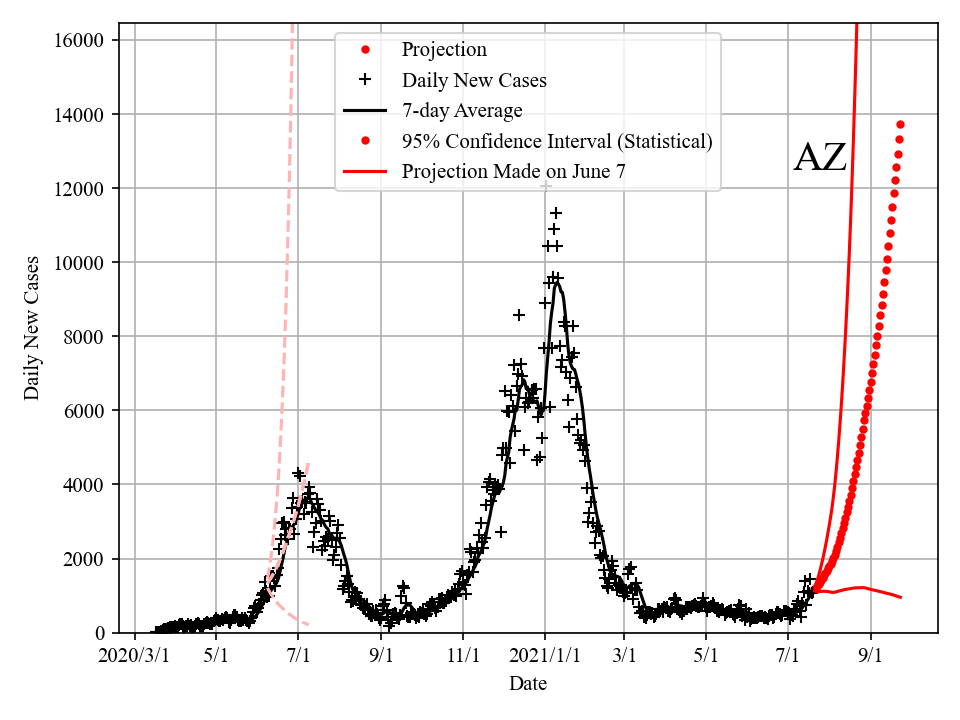 16000
14000
12000
10000
8000
6000
4000
2000
0
Daily New Cases
Projection
Daily New Cases
7-day Average
95% Confidence Interval (Statistical)
Projection Made on June 7
AZ
2020/3/1 5/1 7/1 9/1 11/1 2021/1/1 3/1 5/1 7/1 9/1
Date